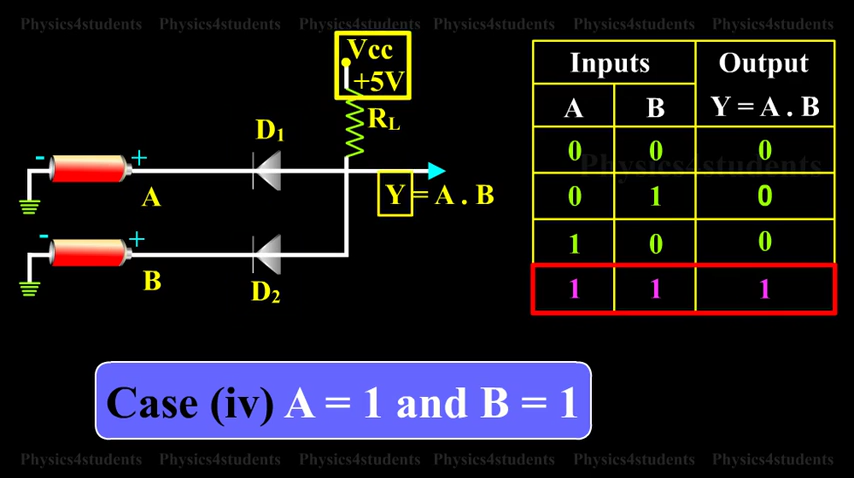 Physics4students Physics4students Physics4students Physics4students Physics4students Physics4students
Vcc
+5V
RL
D1
- +
A
Y = A . B
- +
B
D2
Inputs Output
A B Y = A . B
0 0 0
0 1 0
1 0 0
1 1 1
Physics4students
Case (iv) A = 1 and B = 1
Physics4students Physics4students Physics4students Physics4students Physics4students Physics4students